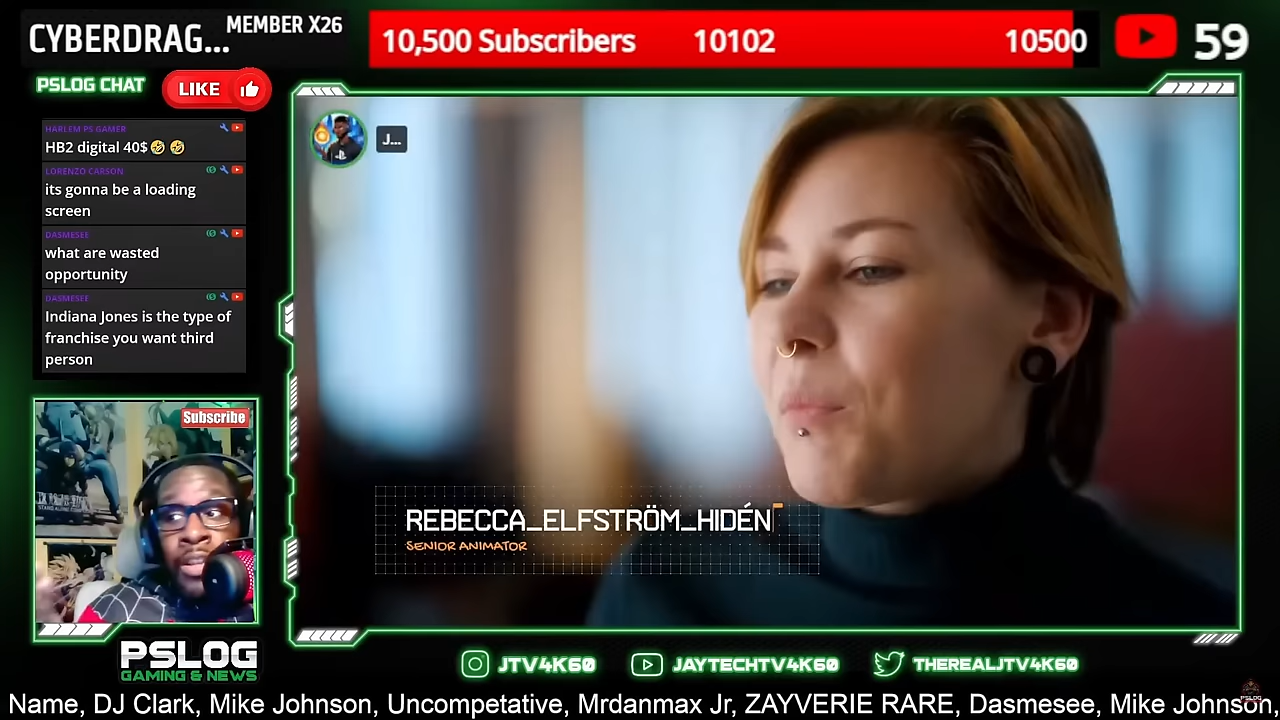 CYBERDRAG...
MEMBER X26
10,500 Subscribers
10102
10500
59
PSLOG CHAT
LIKE
HARLEM PS GAMER
HB2 digital 40$🤣 🤣
LORENZO CARSON
its gonna be a loading
screen
DASMESEE
what are wasted
opportunity
DASMESEE
Indiana Jones is the type of
franchise you want third
person
J...
Subscribe
REBECCA_ELFSTRÖM_HIDÉN
SENIOR ANIMATOR
PSLOG
GAMING & NEWS
JTV4K60
JAYTECHTV4K60
THEREALJTV4K60
PSLOG
Name, DJ Clark, Mike Johnson, Uncompetative, Mrdanmax Jr, ZAYVERIE RARE, Dasmesee, Mike Johnson,